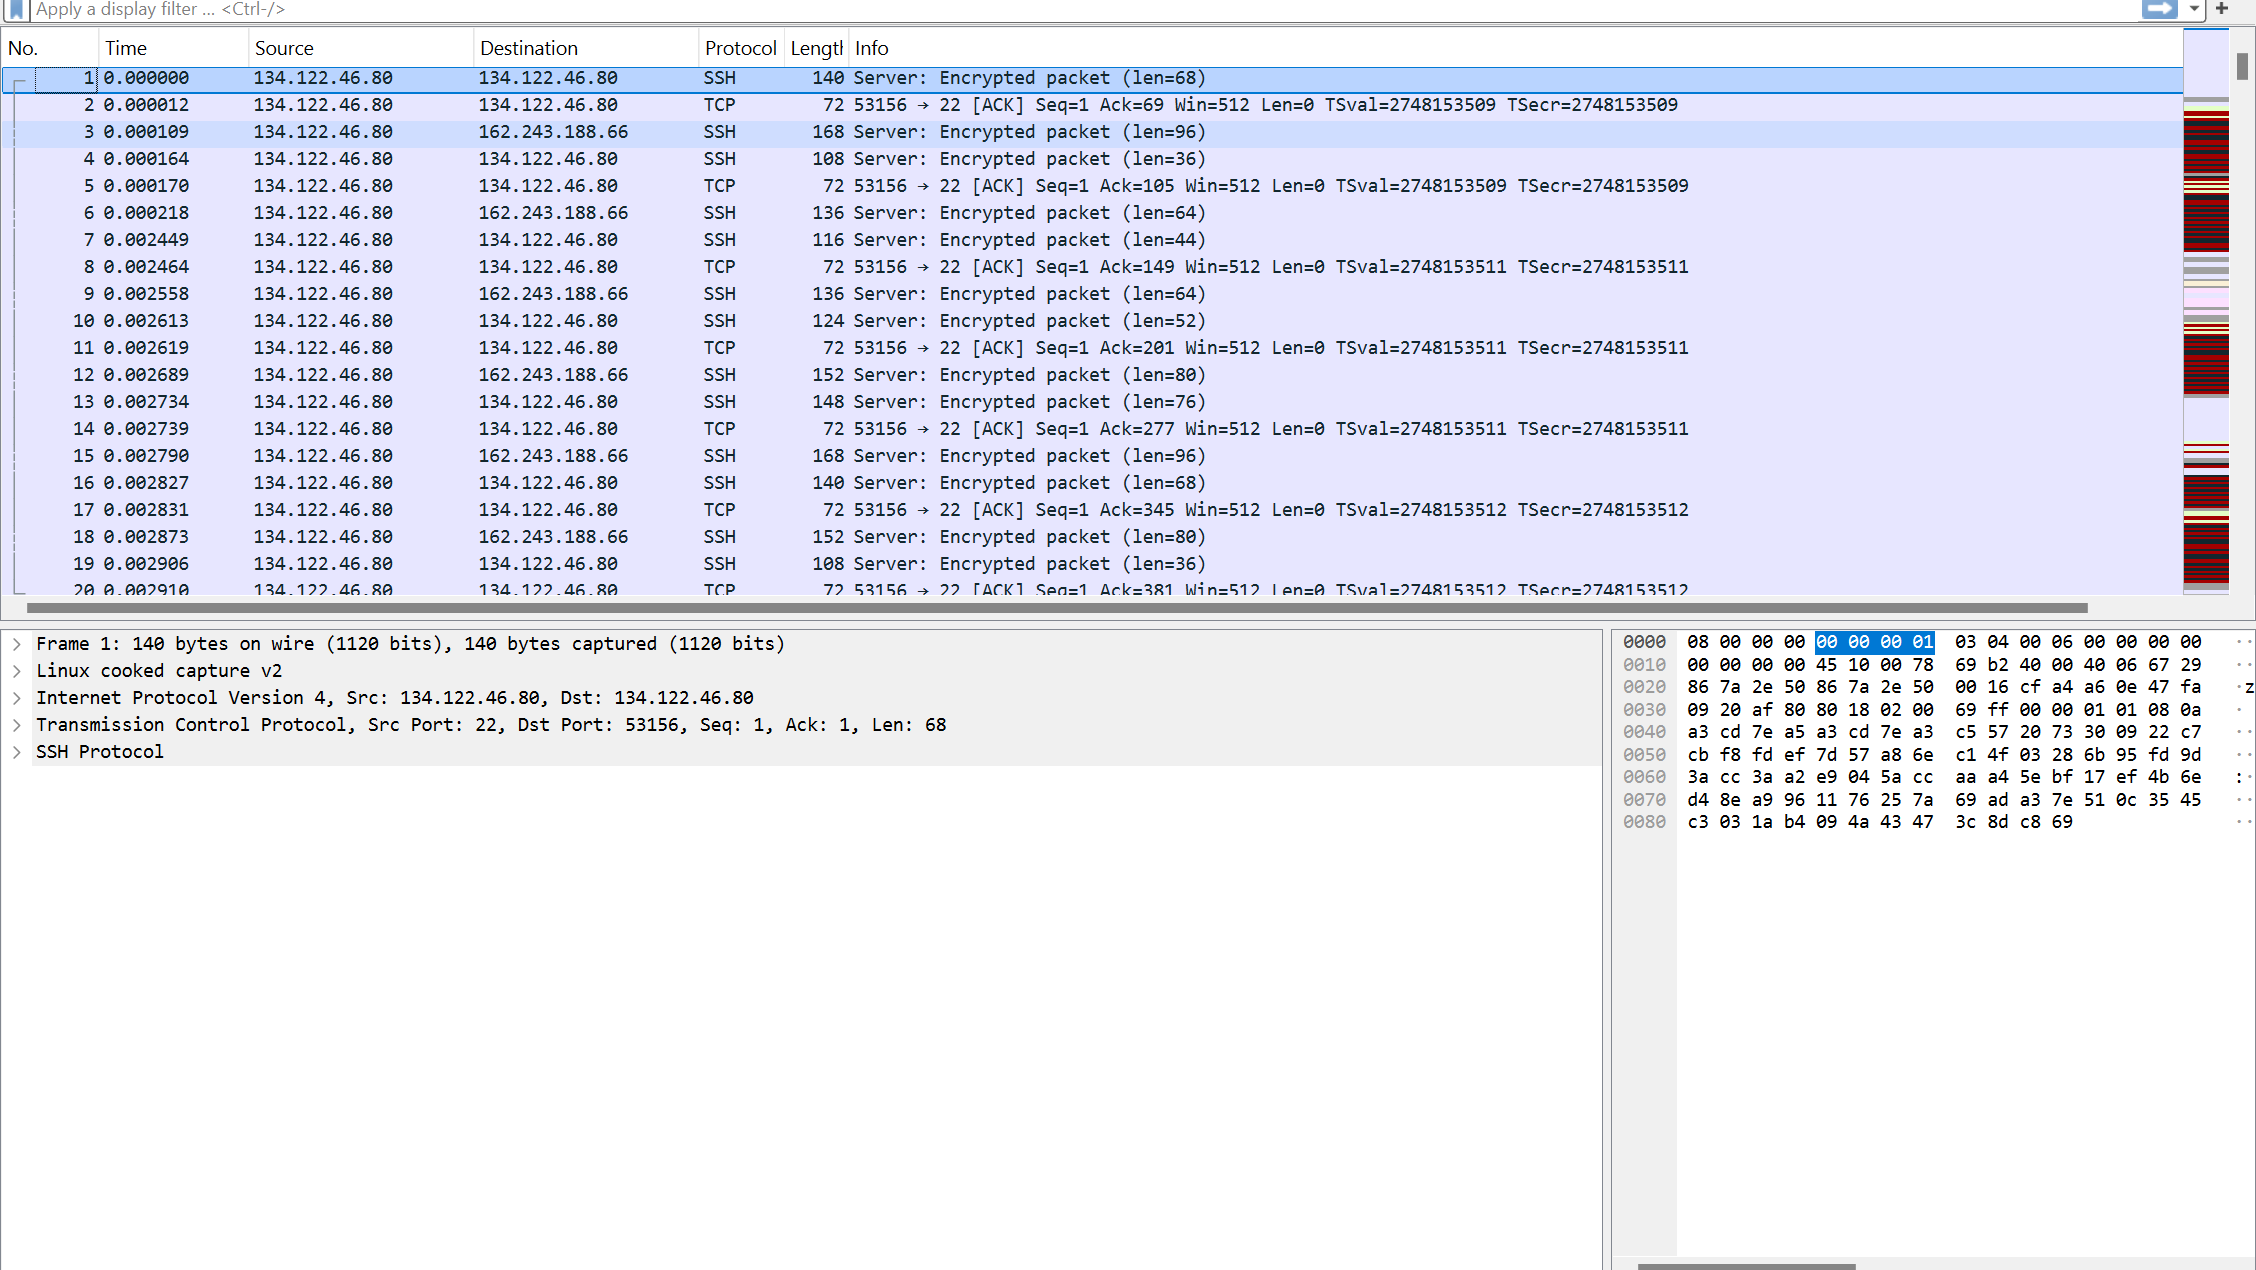 Apply a display filter ... <Ctrl-/>
No. Time Source Destination Protocol Length Info
1 0.000000 134.122.46.80 134.122.46.80 SSH 140 Server: Encrypted packet (len=68)
2 0.000012 134.122.46.80 134.122.46.80 TCP 72 53156 → 22 [ACK] Seq=1 Ack=69 Win=512 Len=0 TSval=2748153509 TSecr=2748153509
3 0.000109 134.122.46.80 162.243.188.66 SSH 168 Server: Encrypted packet (len=96)
4 0.000164 134.122.46.80 134.122.46.80 SSH 108 Server: Encrypted packet (len=36)
5 0.000170 134.122.46.80 134.122.46.80 TCP 72 53156 → 22 [ACK] Seq=1 Ack=105 Win=512 Len=0 TSval=2748153509 TSecr=2748153509
6 0.000218 134.122.46.80 162.243.188.66 SSH 136 Server: Encrypted packet (len=64)
7 0.002449 134.122.46.80 134.122.46.80 SSH 116 Server: Encrypted packet (len=44)
8 0.002464 134.122.46.80 134.122.46.80 TCP 72 53156 → 22 [ACK] Seq=1 Ack=149 Win=512 Len=0 TSval=2748153511 TSecr=2748153511
9 0.002558 134.122.46.80 162.243.188.66 SSH 136 Server: Encrypted packet (len=64)
10 0.002613 134.122.46.80 134.122.46.80 SSH 124 Server: Encrypted packet (len=52)
11 0.002619 134.122.46.80 134.122.46.80 TCP 72 53156 → 22 [ACK] Seq=1 Ack=201 Win=512 Len=0 TSval=2748153511 TSecr=2748153511
12 0.002689 134.122.46.80 162.243.188.66 SSH 152 Server: Encrypted packet (len=80)
13 0.002734 134.122.46.80 134.122.46.80 SSH 148 Server: Encrypted packet (len=76)
14 0.002739 134.122.46.80 134.122.46.80 TCP 72 53156 → 22 [ACK] Seq=1 Ack=277 Win=512 Len=0 TSval=2748153511 TSecr=2748153511
15 0.002790 134.122.46.80 162.243.188.66 SSH 168 Server: Encrypted packet (len=96)
16 0.002827 134.122.46.80 134.122.46.80 SSH 140 Server: Encrypted packet (len=68)
17 0.002831 134.122.46.80 134.122.46.80 TCP 72 53156 → 22 [ACK] Seq=1 Ack=345 Win=512 Len=0 TSval=2748153512 TSecr=2748153512
18 0.002873 134.122.46.80 162.243.188.66 SSH 152 Server: Encrypted packet (len=80)
19 0.002906 134.122.46.80 134.122.46.80 SSH 108 Server: Encrypted packet (len=36)
20 0.002910 134.122.46.80 134.122.46.80 TCP 72 53156 → 22 [ACK] Seq=1 Ack=381 Win=512 Len=0 TSval=2748153512 TSecr=2748153512
Frame 1: 140 bytes on wire (1120 bits), 140 bytes captured (1120 bits)
Linux cooked capture v2
Internet Protocol Version 4, Src: 134.122.46.80, Dst: 134.122.46.80
Transmission Control Protocol, Src Port: 22, Dst Port: 53156, Seq: 1, Ack: 1, Len: 68
SSH Protocol
0000 08 00 00 00 00 00 00 01 03 04 00 06 00 00 00 00 ··
0010 00 00 00 00 45 10 00 78 69 b2 40 00 40 06 67 29
0020 86 7a 2e 50 86 7a 2e 50 00 16 cf a4 a6 0e 47 fa ·z
0030 09 20 af 80 80 18 02 00 69 ff 00 00 01 01 08 0a ·
0040 a3 cd 7e a5 a3 cd 7e a3 c5 57 20 73 30 09 22 c7 ··
0050 cb f8 fd ef 7d 57 a8 6e c1 4f 03 28 6b 95 fd 9d ··
0060 3a cc 3a a2 e9 04 5a cc aa a4 5e bf 17 ef 4b 6e :·
0070 d4 8e a9 96 11 76 25 7a 69 ad a3 7e 51 0c 35 45 ··
0080 c3 03 1a b4 09 4a 43 47 3c 8d c8 69 ··